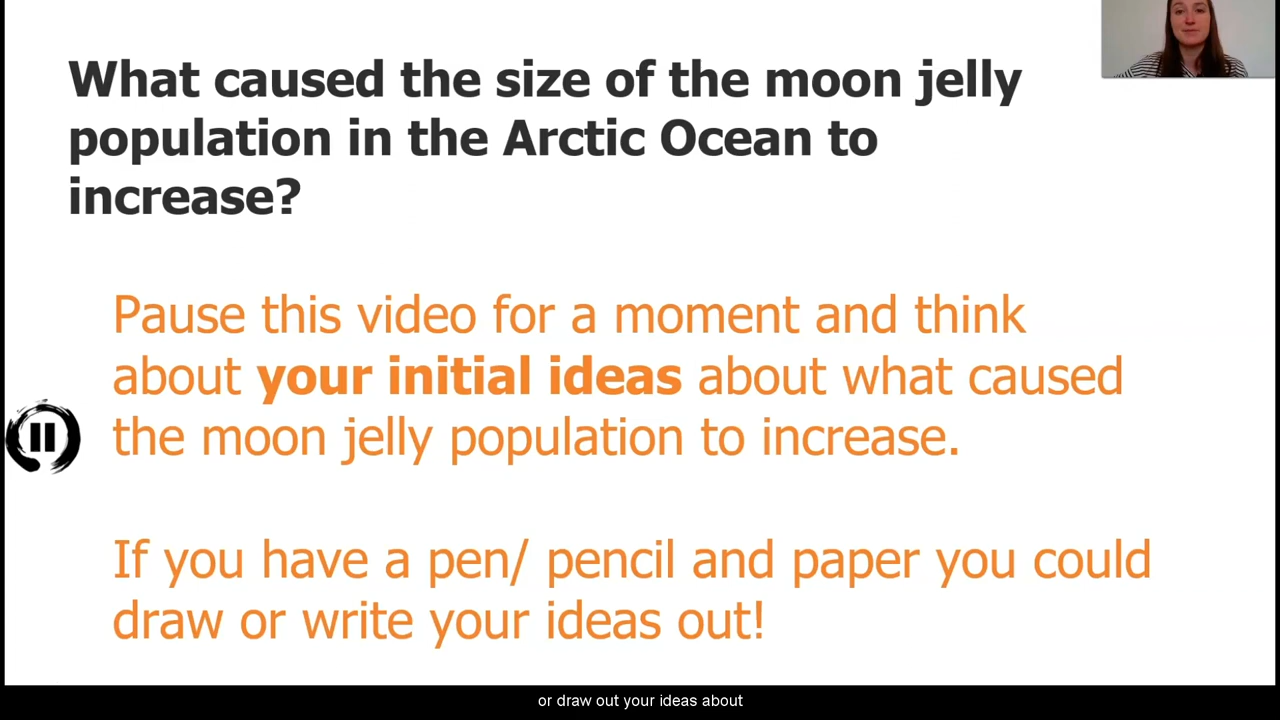 What caused the size of the moon jelly
population in the Arctic Ocean to
increase?
Pause this video for a moment and think
about your initial ideas about what caused
the moon jelly population to increase.
If you have a pen/ pencil and paper you could
draw or write your ideas out!
or draw out your ideas about